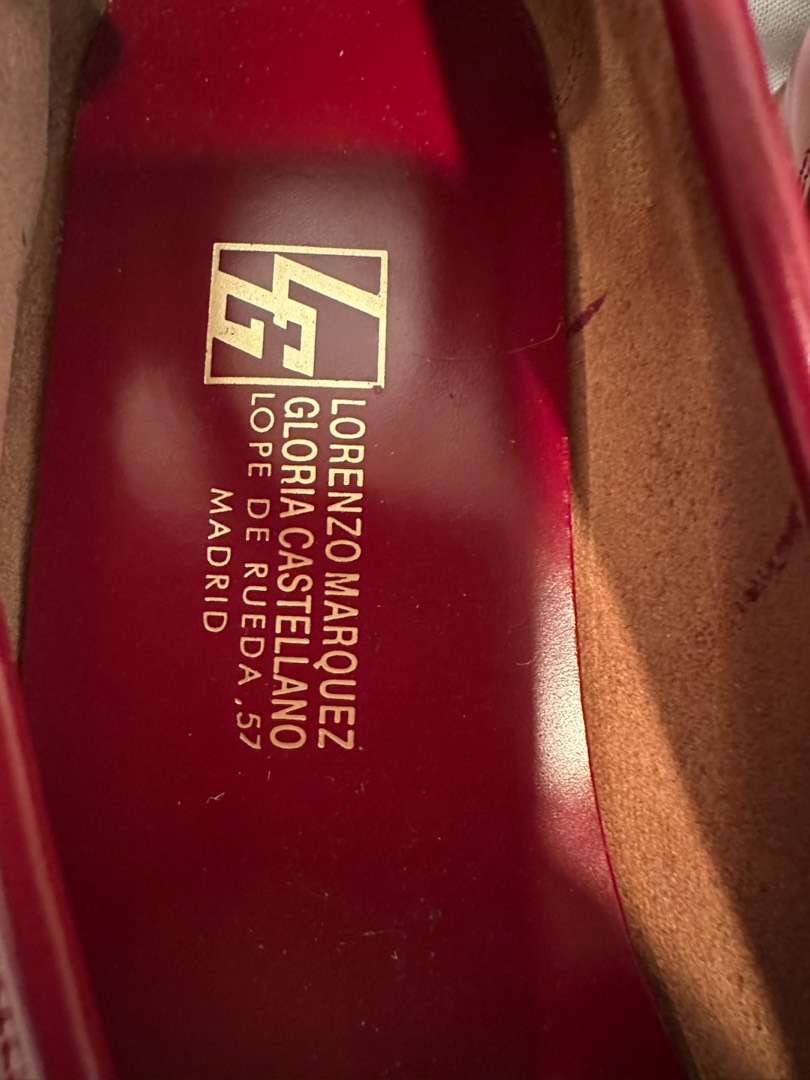 LORENZO MARQUEZ
GLORIA CASTELLANO
LOPE DE RUEDA ,57
MADRID